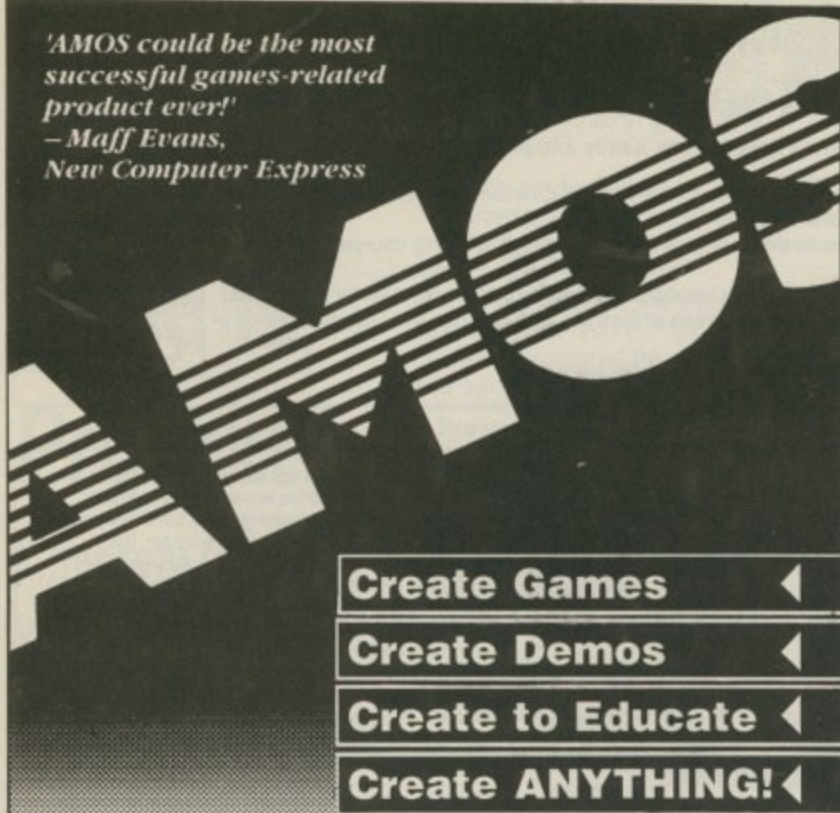 'AMOS could be the most
successful games-related
product ever!'
– Maff Evans,
New Computer Express
AMOS
Create Games
Create Demos
Create to Educate
Create ANYTHING!